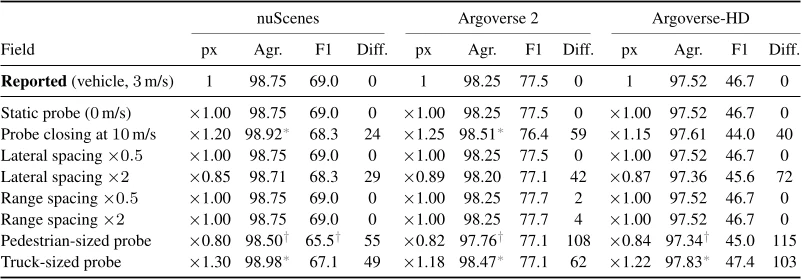 nuScenes Argoverse 2 Argoverse-HD
Field px Agr. F1 Diff. px Agr. F1 Diff. px Agr. F1 Diff.
Reported (vehicle, 3 m/s) 1 98.75 69.0 0 1 98.25 77.5 0 1 97.52 46.7 0
Static probe (0 m/s) ×1.00 98.75 69.0 0 ×1.00 98.25 77.5 0 ×1.00 97.52 46.7 0
Probe closing at 10 m/s ×1.20 98.92* 68.3 24 ×1.25 98.51* 76.4 59 ×1.15 97.61 44.0 40
Lateral spacing ×0.5 ×1.00 98.75 69.0 0 ×1.00 98.25 77.5 0 ×1.00 97.52 46.7 0
Lateral spacing ×2 ×0.85 98.71 68.3 29 ×0.89 98.20 77.1 42 ×0.87 97.36 45.6 72
Range spacing ×0.5 ×1.00 98.75 69.0 0 ×1.00 98.25 77.7 2 ×1.00 97.52 46.7 0
Range spacing ×2 ×1.00 98.75 69.0 0 ×1.00 98.25 77.7 4 ×1.00 97.52 46.7 0
Pedestrian-sized probe ×0.80 98.50† 65.5† 55 ×0.82 97.76† 77.1 108 ×0.84 97.34† 45.0 115
Truck-sized probe ×1.30 98.98* 67.1 49 ×1.18 98.47* 77.1 62 ×1.22 97.83* 47.4 103